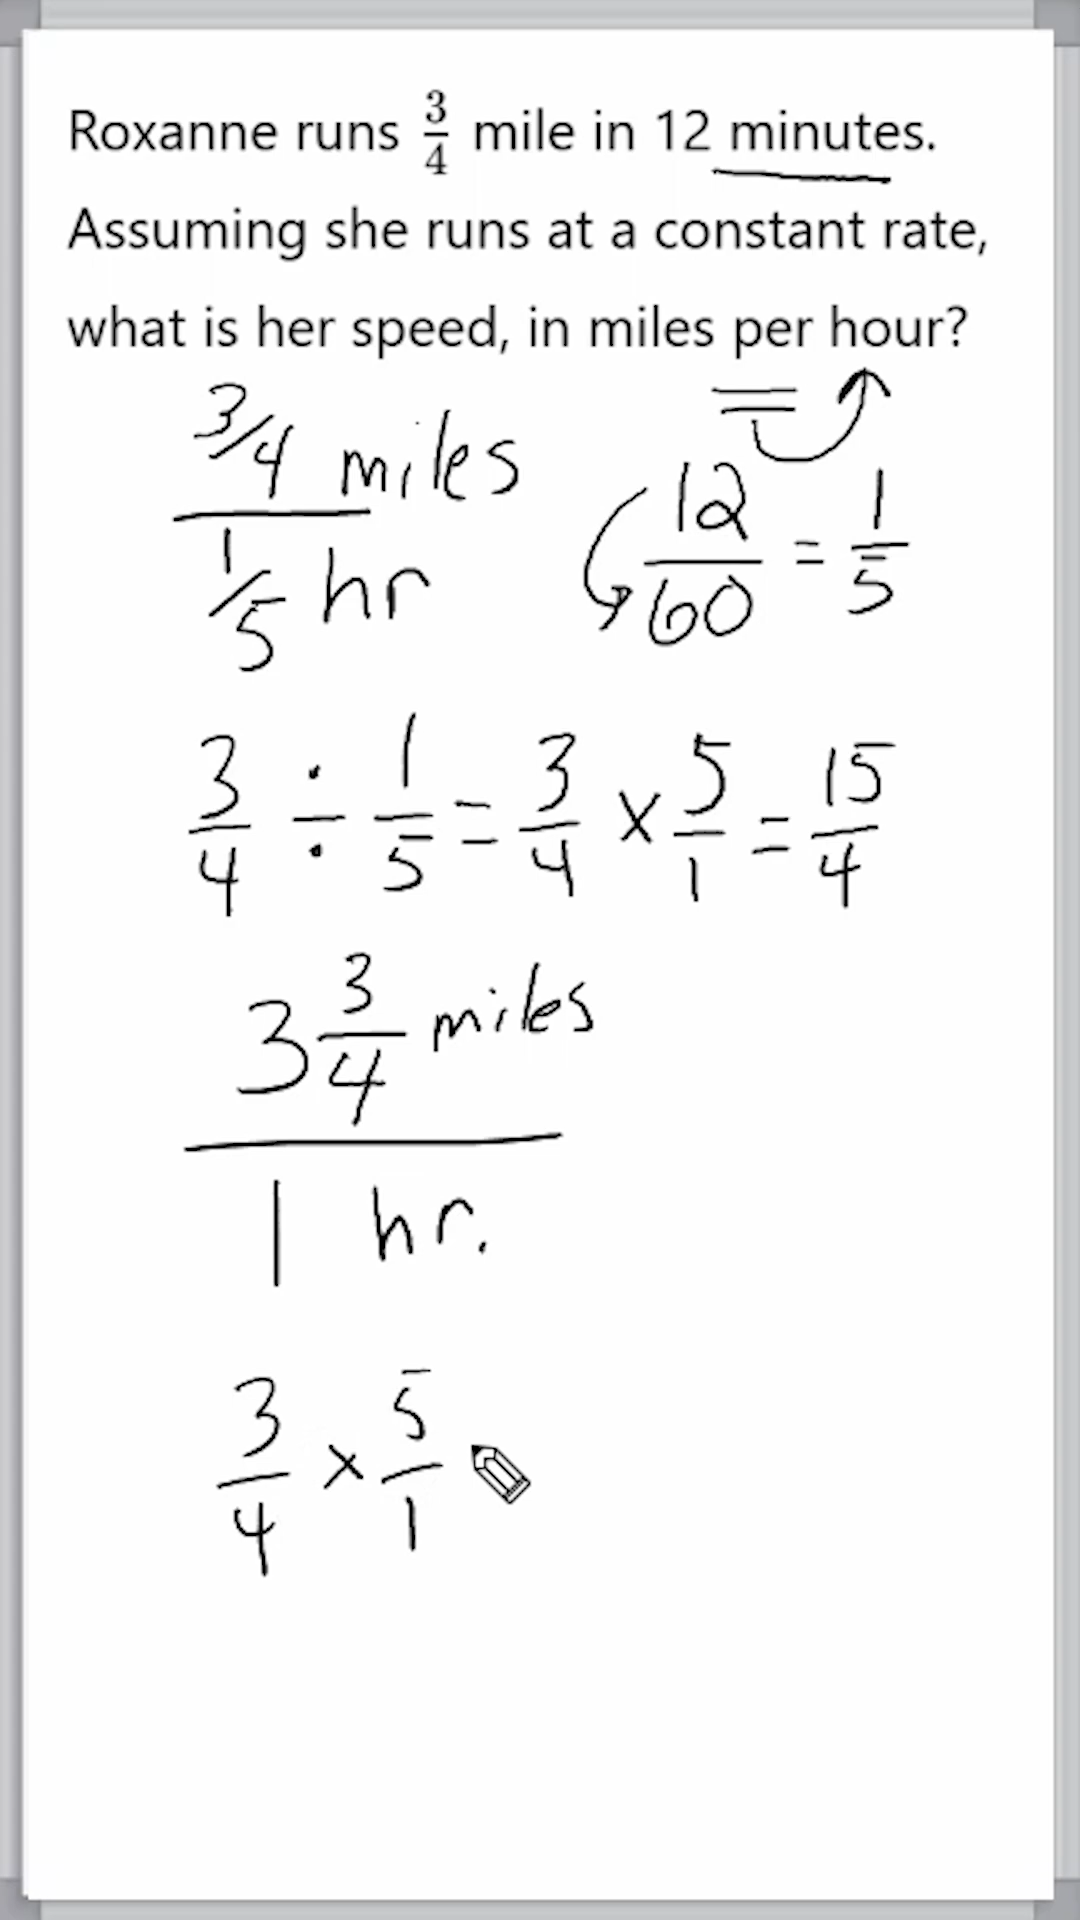 Roxanne runs 3/4 mile in 12 minutes.
Assuming she runs at a constant rate,
what is her speed, in miles per hour?
3/4 miles
1/5 hr
12/60 = 1/5
3/4 ÷ 1/5 = 3/4 × 5/1 = 15/4
3 3/4 miles
1 hr.
3/4 × 5/1